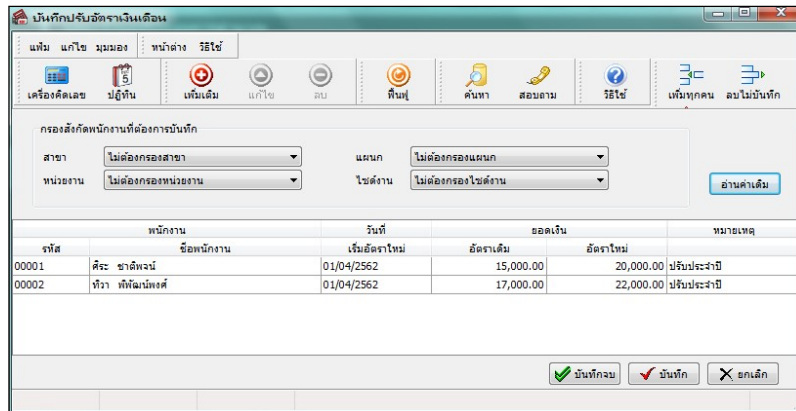 บันทึกปรับอัตราเงินเดือน
แฟ้ม แก้ไข มุมมอง หน้าต่าง วิธีใช้
5
เครื่องคิดเลข ปฏิทิน เพิ่มเติม แก้ไข ลบ ฟื้นฟู ค้นหา สอบถาม วิธีใช้ เพิ่มทุกคน ลบไม่บันทึก
กรองสังกัดพนักงานที่ต้องการบันทึก
สาขา ไม่ต้องกรองสาขา แผนก ไม่ต้องกรองแผนก
หน่วยงาน ไม่ต้องกรองหน่วยงาน ไซด์งาน ไม่ต้องกรองไซด์งาน อ่านค่าเดิม
พนักงาน วันที่ ยอดเงิน หมายเหตุ
รหัส ชื่อพนักงาน เริ่มอัตราใหม่ อัตราเดิม อัตราใหม่
00001 ศิระ ชาติพจน์ 01/04/2562 15,000.00 20,000.00 ปรับประจำปี
00002 ทิวา พิพัฒน์พงศ์ 01/04/2562 17,000.00 22,000.00 ปรับประจำปี
บันทึกจบ บันทึก ยกเลิก